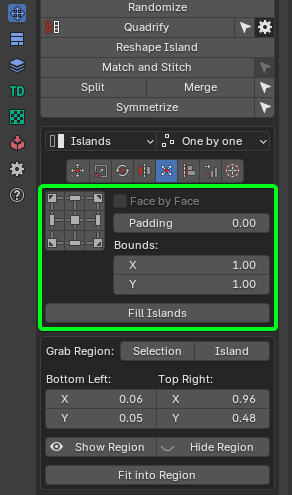 Randomize
Quadrify
Reshape Island
Match and Stitch
Split Merge
Symmetrize
TD
Islands One by one
Face by Face
Padding 0.00
Bounds:
X 1.00
Y 1.00
Fill Islands
Grab Region: Selection Island
Bottom Left: Top Right:
X 0.06 X 0.96
Y 0.05 Y 0.48
Show Region Hide Region
Fit into Region